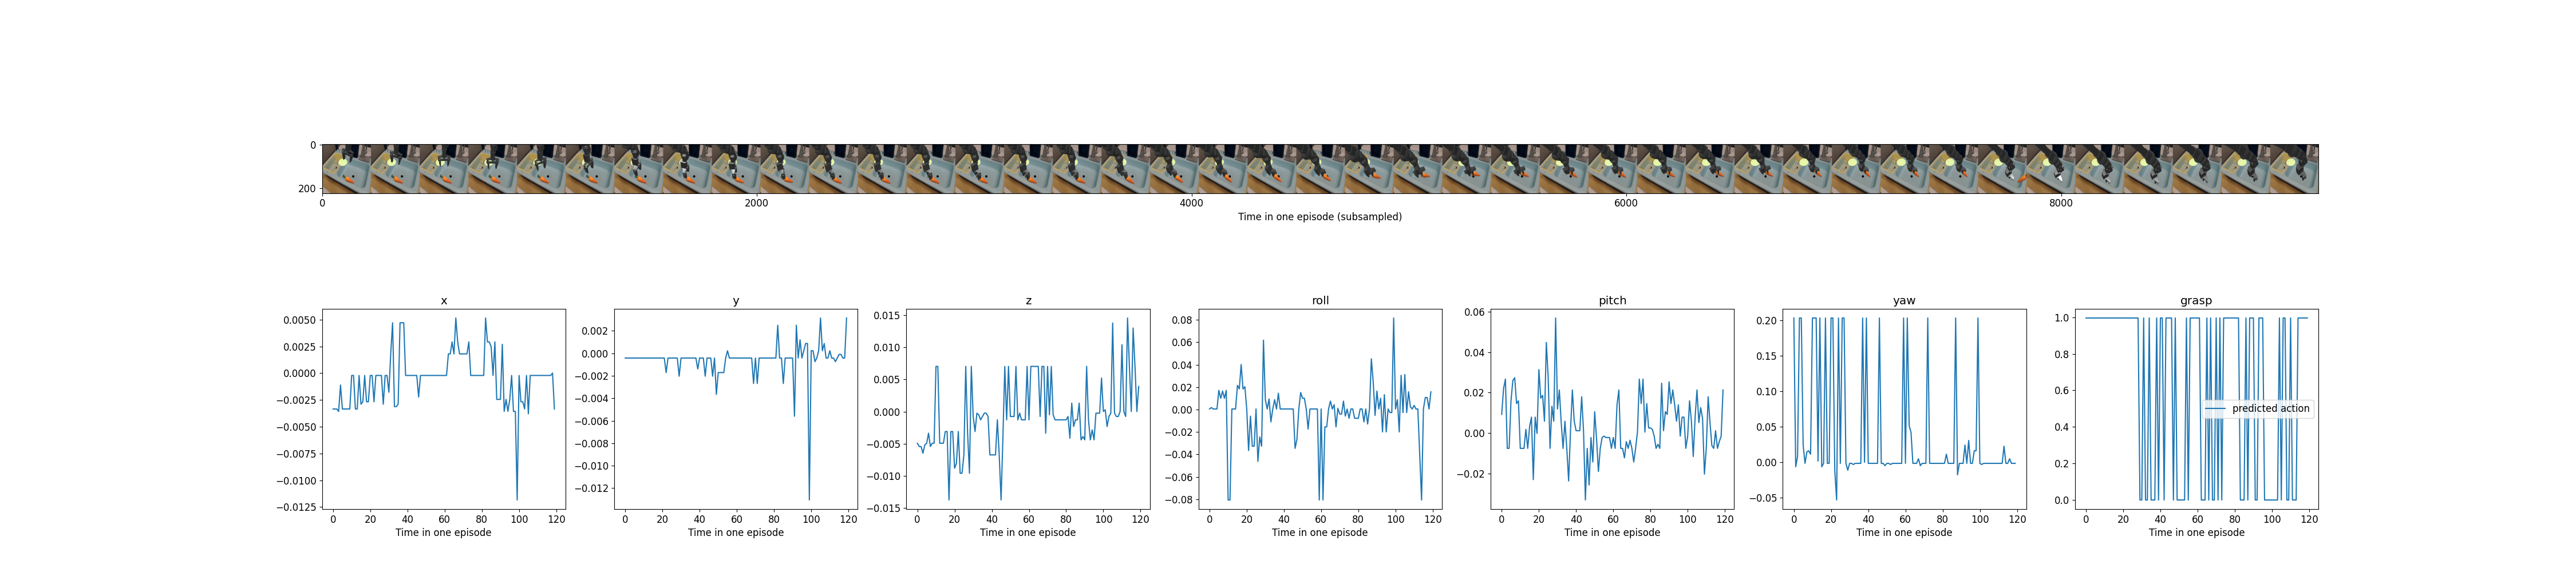 0
200
0 2000 4000 6000 8000
Time in one episode (subsampled)
x
0.0050
0.0025
0.0000
−0.0025
−0.0050
−0.0075
−0.0100
−0.0125
0 20 40 60 80 100 120
Time in one episode
y
0.002
0.000
−0.002
−0.004
−0.006
−0.008
−0.010
−0.012
0 20 40 60 80 100 120
Time in one episode
z
0.015
0.010
0.005
0.000
−0.005
−0.010
−0.015
0 20 40 60 80 100 120
Time in one episode
roll
0.08
0.06
0.04
0.02
0.00
−0.02
−0.04
−0.06
−0.08
0 20 40 60 80 100 120
Time in one episode
pitch
0.06
0.04
0.02
0.00
−0.02
0 20 40 60 80 100 120
Time in one episode
yaw
0.20
0.15
0.10
0.05
0.00
−0.05
0 20 40 60 80 100 120
Time in one episode
grasp
1.0
0.8
0.6
0.4
0.2
0.0
predicted action
0 20 40 60 80 100 120
Time in one episode